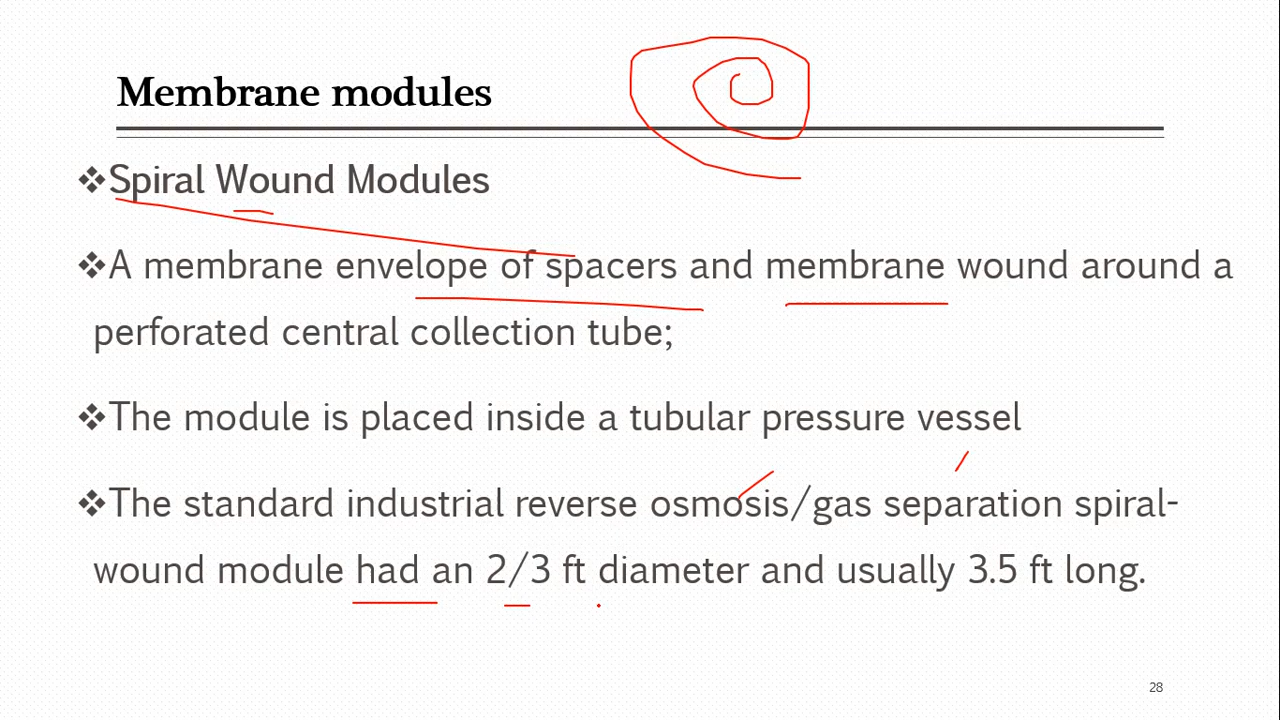 Membrane modules
❖Spiral Wound Modules
❖A membrane envelope of spacers and membrane wound around a
perforated central collection tube;
❖The module is placed inside a tubular pressure vessel
❖The standard industrial reverse osmosis/gas separation spiral-
wound module had an 2/3 ft diameter and usually 3.5 ft long.
28